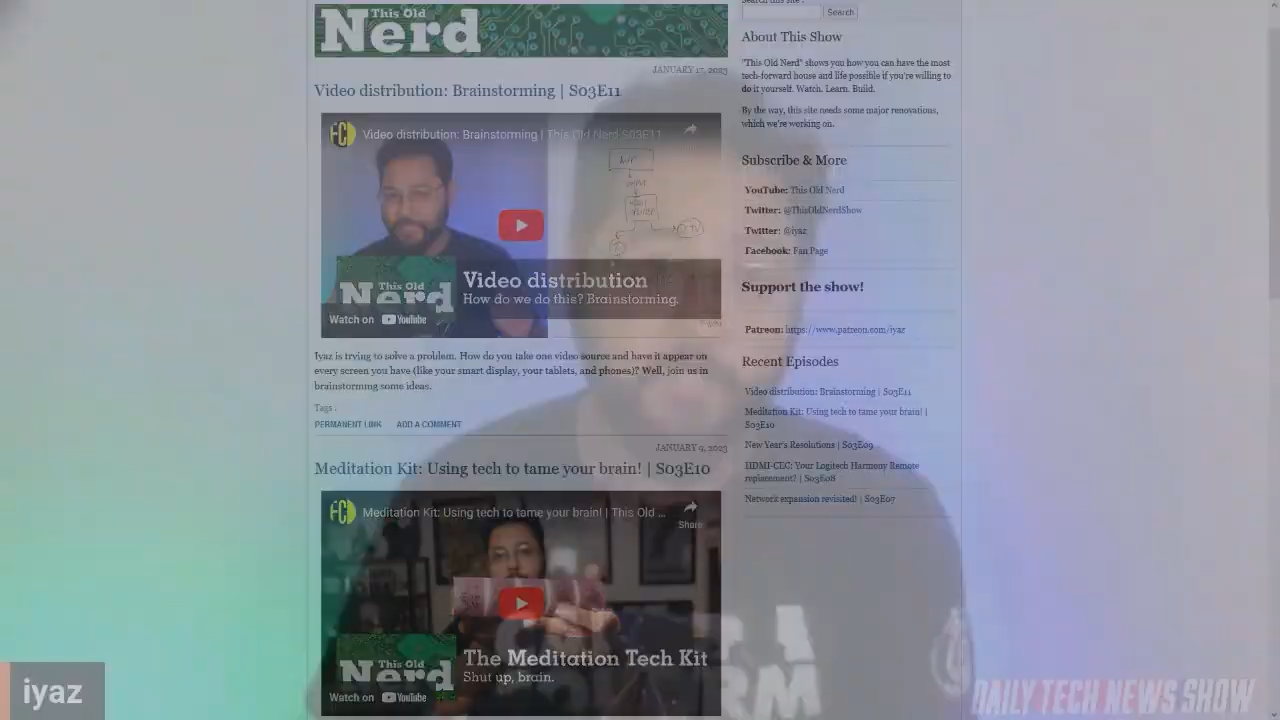 This Old
Nerd
Search this site :
Search
JANUARY 17, 2023
Video distribution: Brainstorming | S03E11
Video distribution: Brainstorming | This Old Nerd S03E11
This Old
Nerd
Video distribution
How do we do this? Brainstorming.
Watch on YouTube
Iyaz is trying to solve a problem. How do you take one video source and have it appear on
every screen you have (like your smart display, your tablets, and phones)? Well, join us in
brainstorming some ideas.
Tags :
PERMANENT LINK ADD A COMMENT
JANUARY 9, 2023
Meditation Kit: Using tech to tame your brain! | S03E10
Meditation Kit: Using tech to tame your brain! | This Old ...
Share
This Old
Nerd
The Meditation Tech Kit
Shut up, brain.
Watch on YouTube
About This Show
"This Old Nerd" shows you how you can have the most
tech-forward house and life possible if you're willing to
do it yourself. Watch. Learn. Build.
By the way, this site needs some major renovations,
which we're working on.
Subscribe & More
YouTube: This Old Nerd
Twitter: @ThisOldNerdShow
Twitter: @iyaz
Facebook: Fan Page
Support the show!
Patreon: https://www.patreon.com/iyaz
Recent Episodes
Video distribution: Brainstorming | S03E11
Meditation Kit: Using tech to tame your brain! |
S03E10
New Year's Resolutions | S03E09
HDMI-CEC: Your Logitech Harmony Remote
replacement? | S03E08
Network expansion revisited! | S03E07
iyaz
DAILY TECH NEWS SHOW